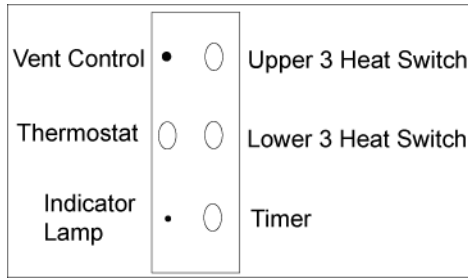 Vent Control
Upper 3 Heat Switch
Thermostat
Lower 3 Heat Switch
Indicator
Lamp
Timer